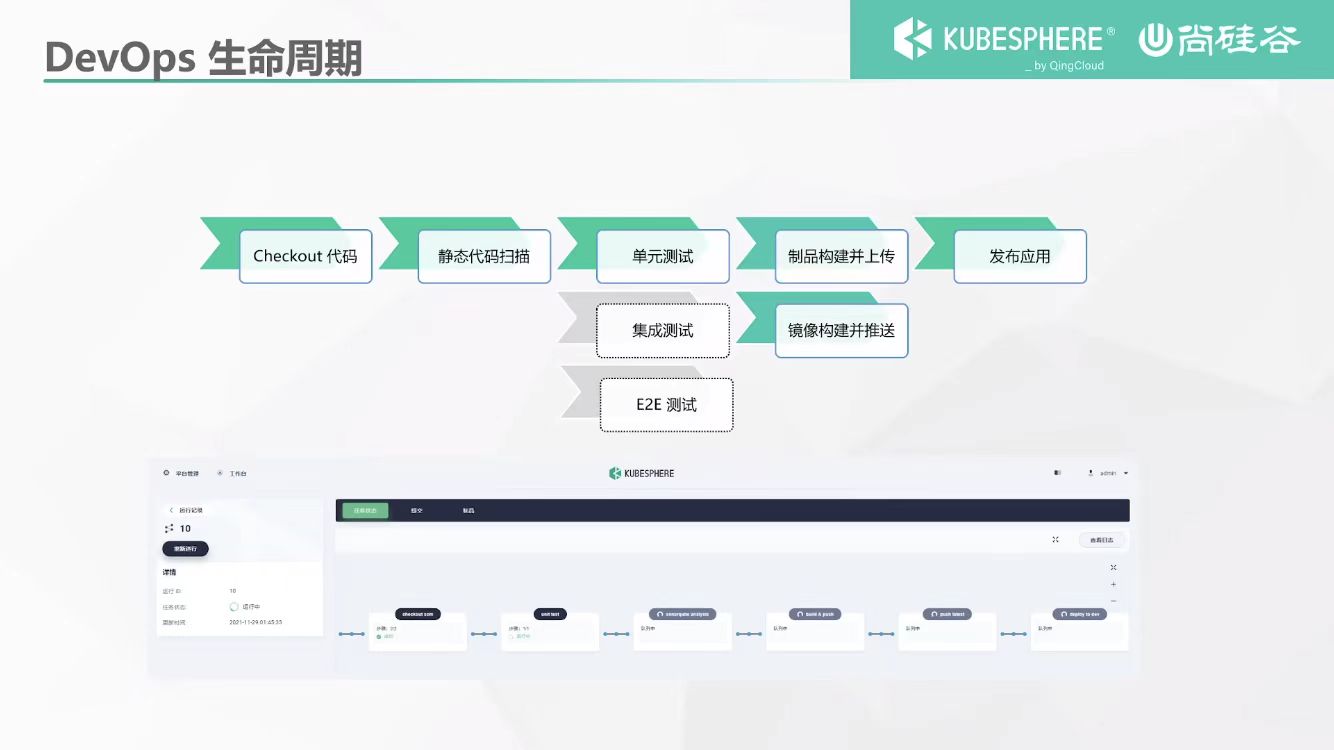 DevOps 生命周期
KUBESPHERE®
_ by QingCloud
尚硅谷
Checkout 代码
静态代码扫描
单元测试
制品构建并上传
发布应用
集成测试
镜像构建并推送
E2E 测试
平台管理
工作台
KUBESPHERE
admin
运行记录
10
重新运行
任务状态
提交
制品
查看日志
详情
运行 ID:
10
任务状态:
运行中
更新时间:
2021-11-29 01:45:35
checkout scm
unit test
sonarqube analysis
build & push
push latest
deploy to dev
步骤: 2/2
成功
步骤: 1/1
运行中
队列中
队列中
队列中
队列中